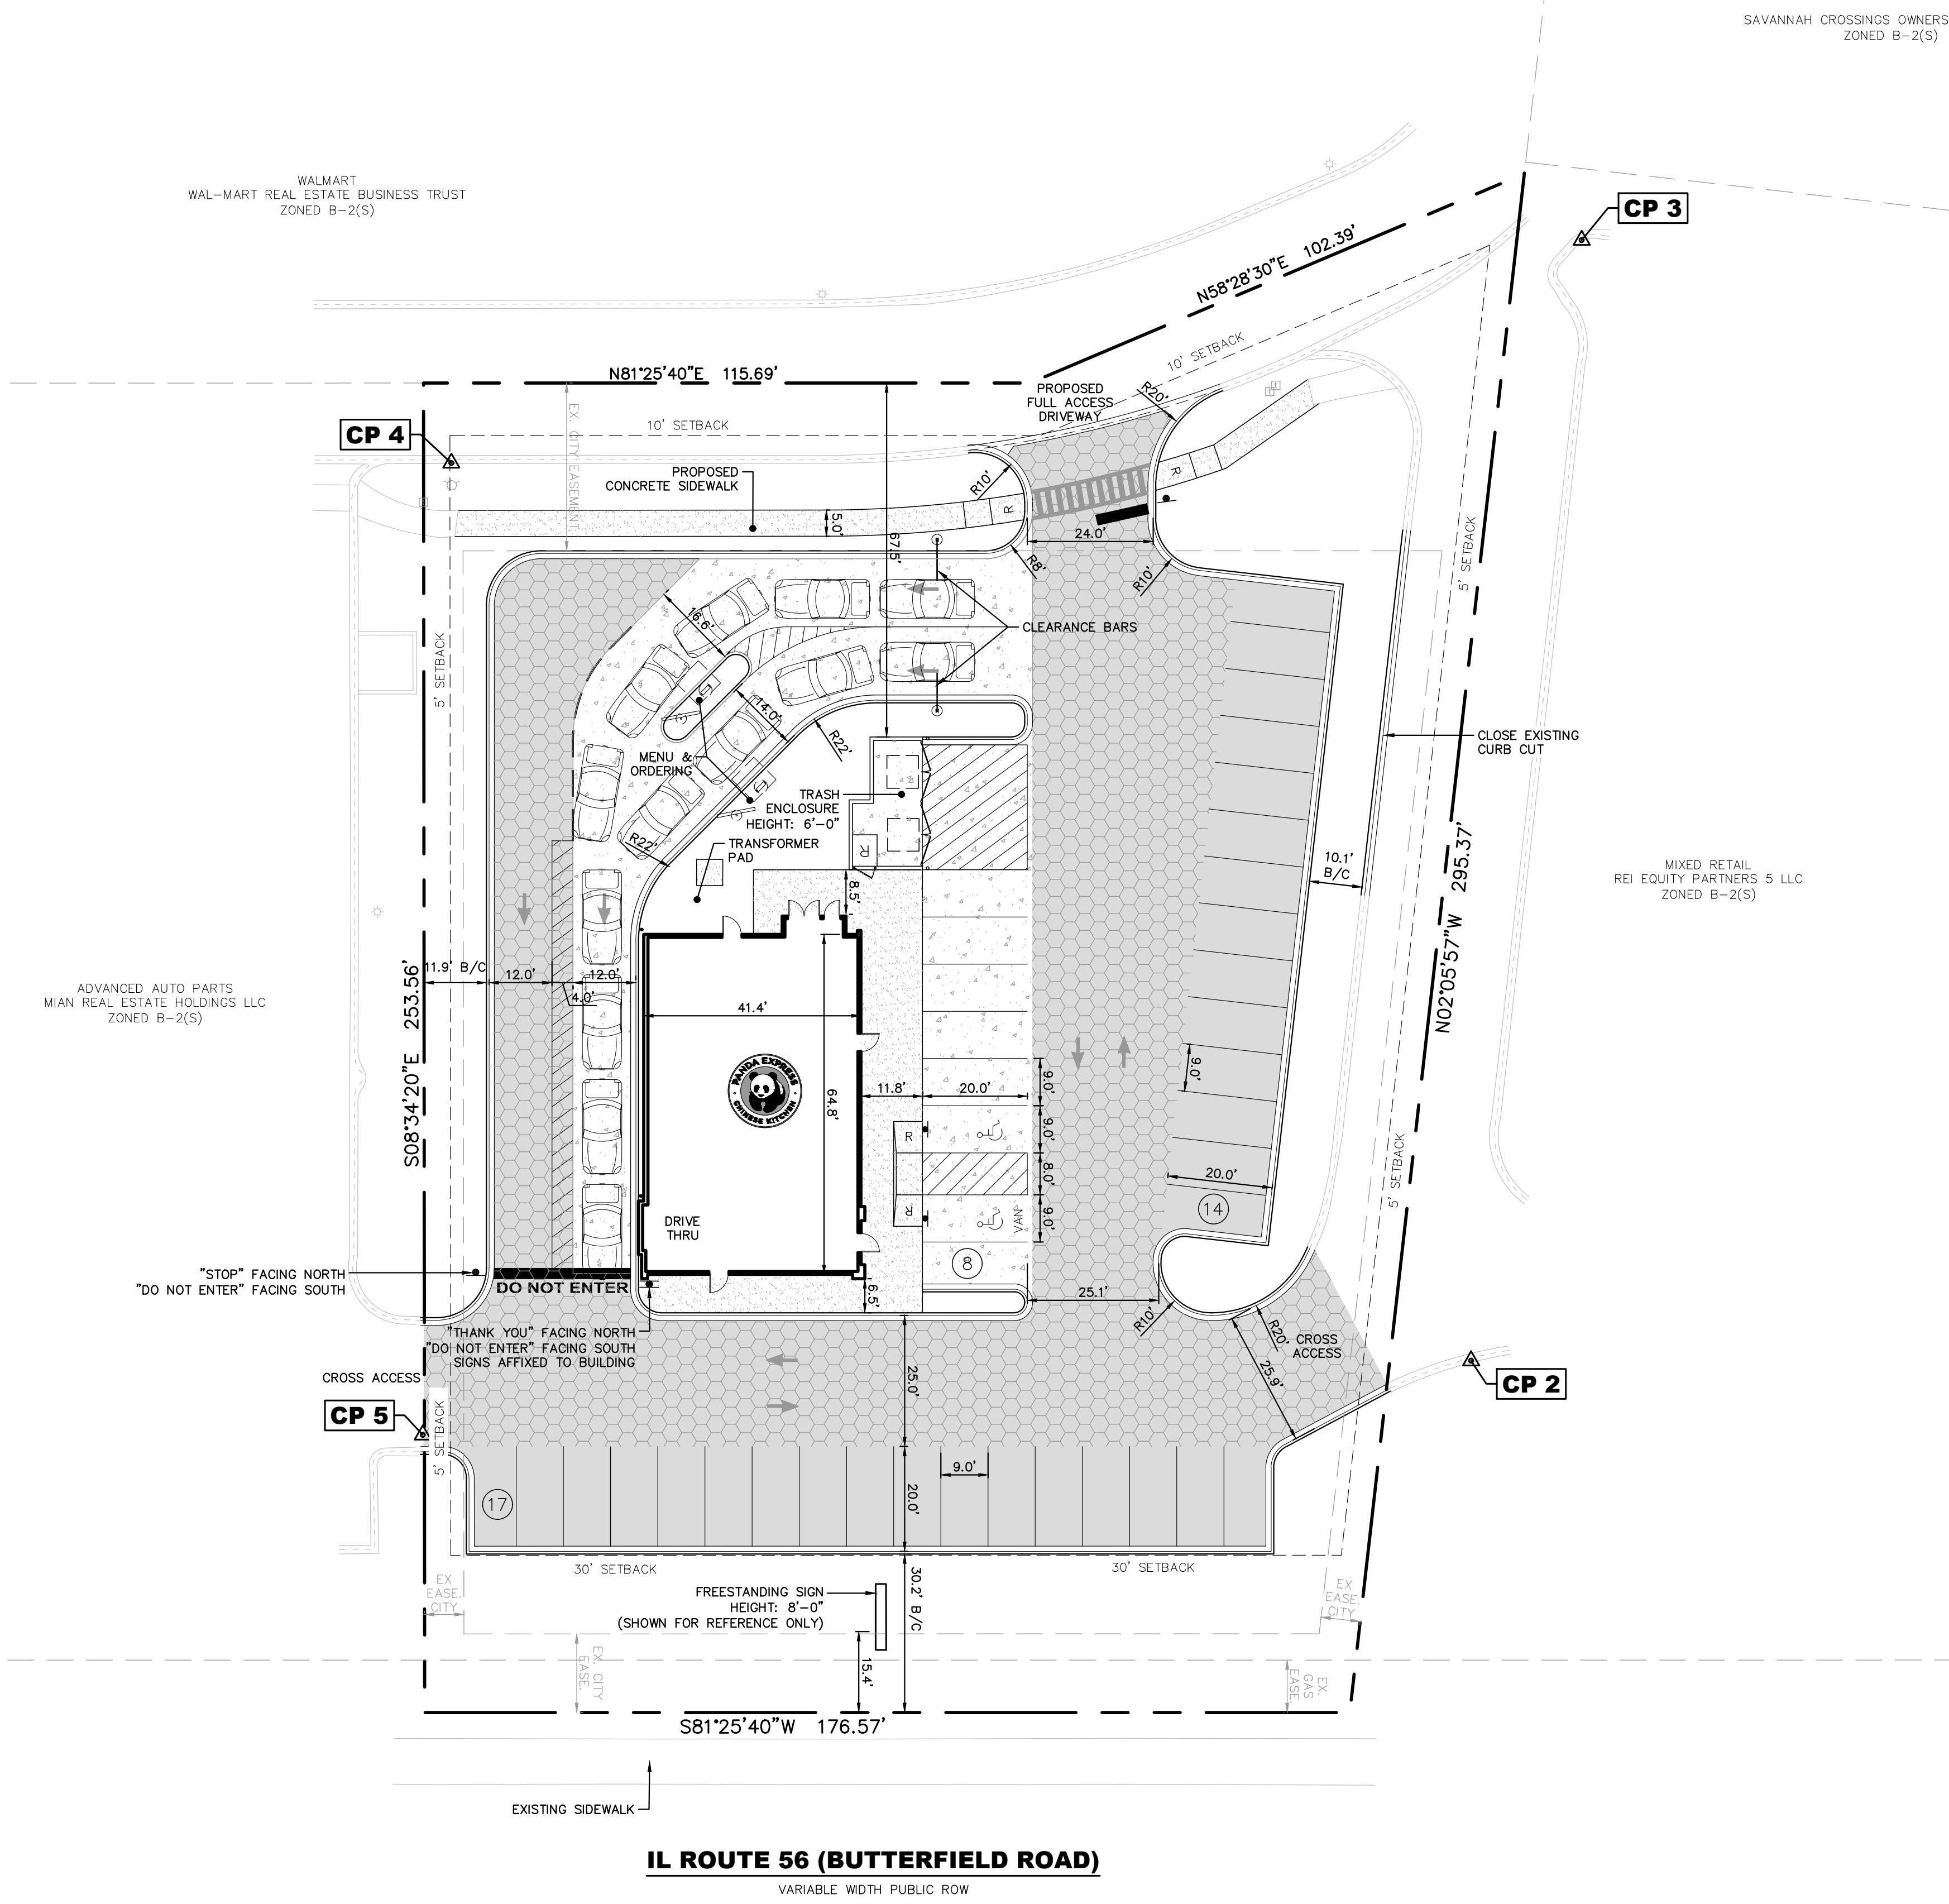 SAVANNAH CROSSINGS OWNERS
ZONED B-2(S)
WALMART
WAL-MART REAL ESTATE BUSINESS TRUST
ZONED B-2(S)
CP 3
N58°28'30"E 102.39'
10' SETBACK
N81°25'40"E 115.69'
PROPOSED
FULL ACCESS
DRIVEWAY
R20'
CP 4
10' SETBACK
EX. CITY EASEMENT
PROPOSED
CONCRETE SIDEWALK
R10'
R
R
5.0'
67.5'
24.0'
R8'
R10'
5' SETBACK
5' SETBACK
16.6'
CLEARANCE BARS
14.0'
R22'
MENU &
ORDERING
CLOSE EXISTING
CURB CUT
TRASH
ENCLOSURE
HEIGHT: 6'-0"
R
R22'
TRANSFORMER
PAD
8.5'
10.1'
B/C
MIXED RETAIL
REI EQUITY PARTNERS 5 LLC
ZONED B-2(S)
N02°05'57"W 295.37'
S08°34'20"E 253.56'
ADVANCED AUTO PARTS
MIAN REAL ESTATE HOLDINGS LLC
ZONED B-2(S)
11.9' B/C
12.0'
4.0'
12.0'
41.4'
PANDA EXPRESS
CHINESE KITCHEN
64.8'
11.8'
20.0'
9.0'
9.0'
8.0'
9.0'
9.0'
R
R
VAN
20.0'
14
5' SETBACK
DRIVE
THRU
8
"STOP" FACING NORTH
"DO NOT ENTER" FACING SOUTH
DO NOT ENTER
6.5'
25.1'
R10'
R20'
CROSS
ACCESS
25.9'
"THANK YOU" FACING NORTH
"DO NOT ENTER" FACING SOUTH
SIGNS AFFIXED TO BUILDING
CROSS ACCESS
CP 5
5' SETBACK
25.0'
CP 2
9.0'
20.0'
17
30' SETBACK
30' SETBACK
EX
EASE.
CITY
FREESTANDING SIGN
HEIGHT: 8'-0"
(SHOWN FOR REFERENCE ONLY)
30.2' B/C
EX
EASE.
CITY
15.4'
EX. CITY
EASE.
EX.
GAS
EASE.
S81°25'40"W 176.57'
EXISTING SIDEWALK
IL ROUTE 56 (BUTTERFIELD ROAD)
VARIABLE WIDTH PUBLIC ROW